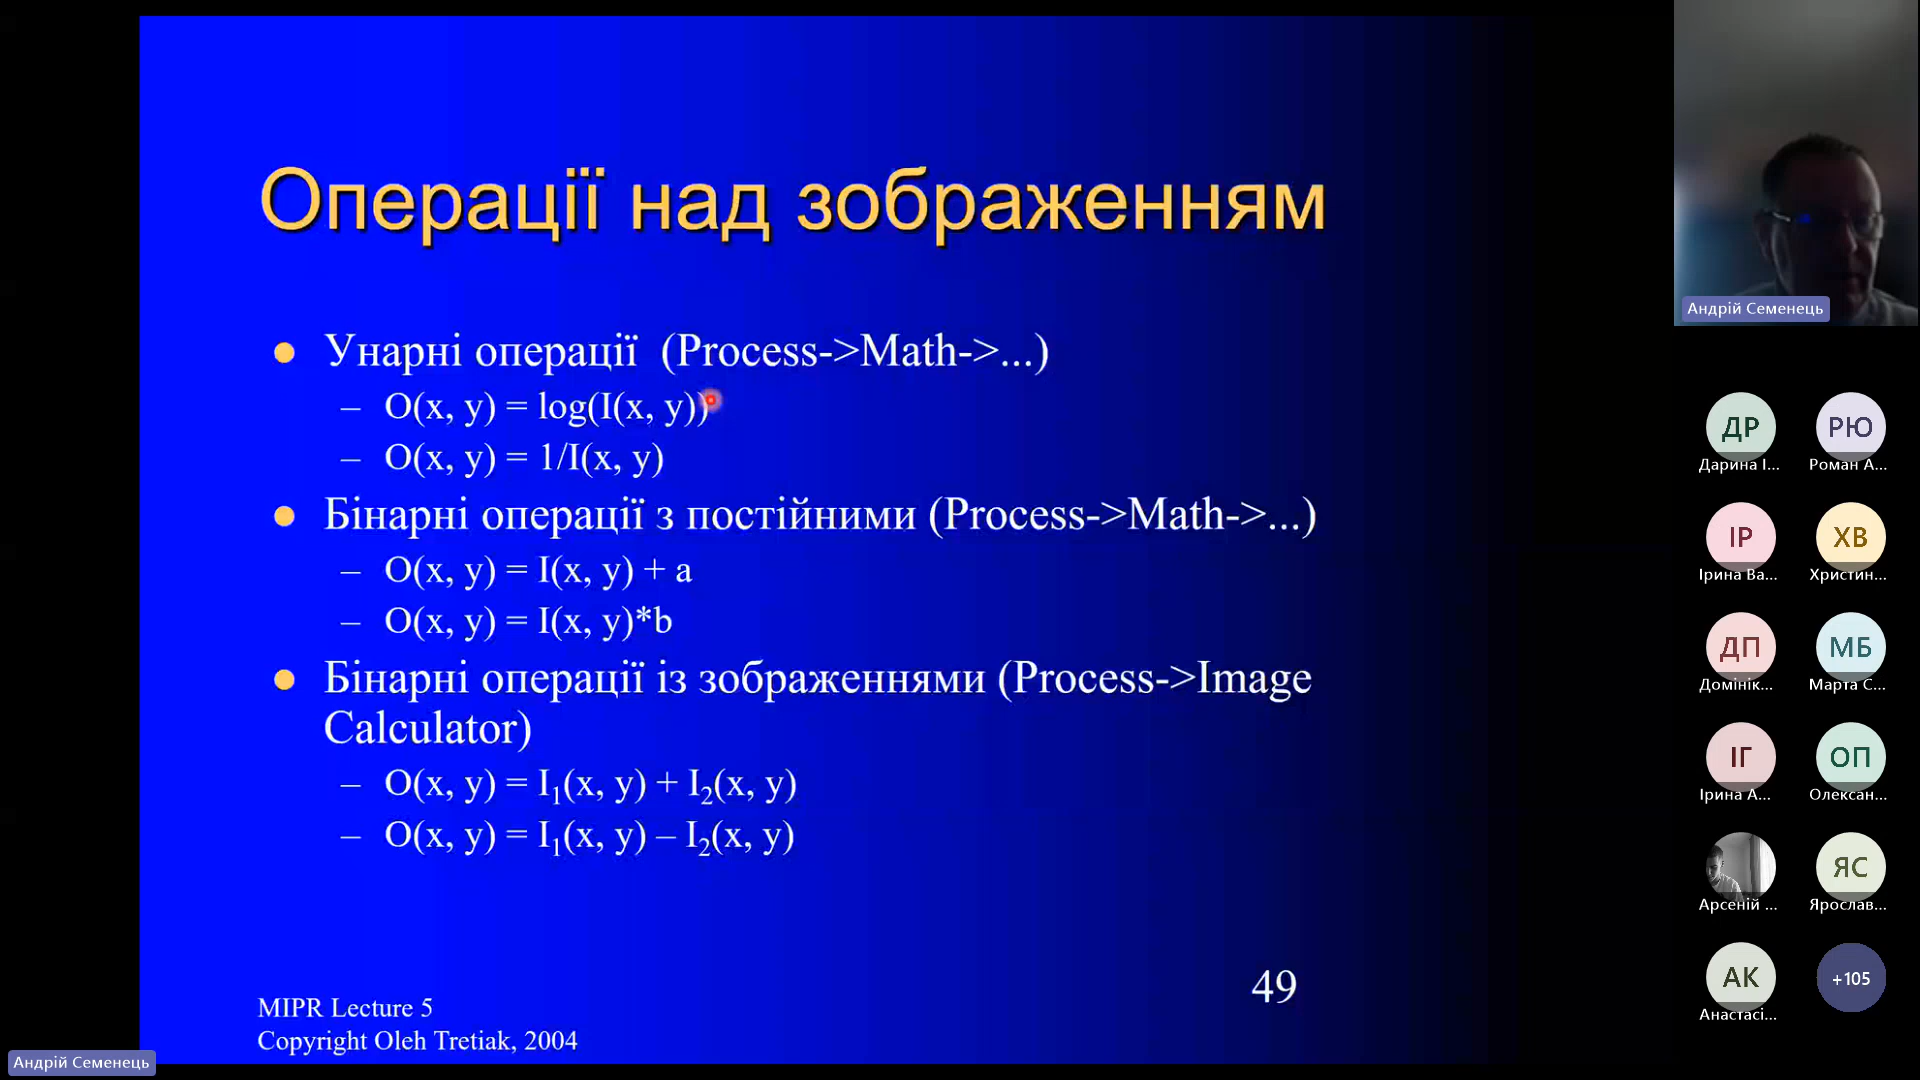 Операції над зображенням
Унарні операції (Process->Math->...)
– O(x, y) = log(I(x, y))
– O(x, y) = 1/I(x, y)
Бінарні операції з постійними (Process->Math->...)
– O(x, y) = I(x, y) + a
– O(x, y) = I(x, y)*b
Бінарні операції із зображеннями (Process->Image
Calculator)
– O(x, y) = I₁(x, y) + I₂(x, y)
– O(x, y) = I₁(x, y) – I₂(x, y)
49
MIPR Lecture 5
Copyright Oleh Tretiak, 2004
Андрій Семенець
Андрій Семенець
ДР
РЮ
Дарина І...
Роман А...
ІР
ХВ
Ірина Ва...
Христин...
ДП
МБ
Домінік...
Марта С...
ІГ
ОП
Ірина А...
Олексан...
ЯС
Арсеній ...
Ярослав...
АК
+105
Анастасі...